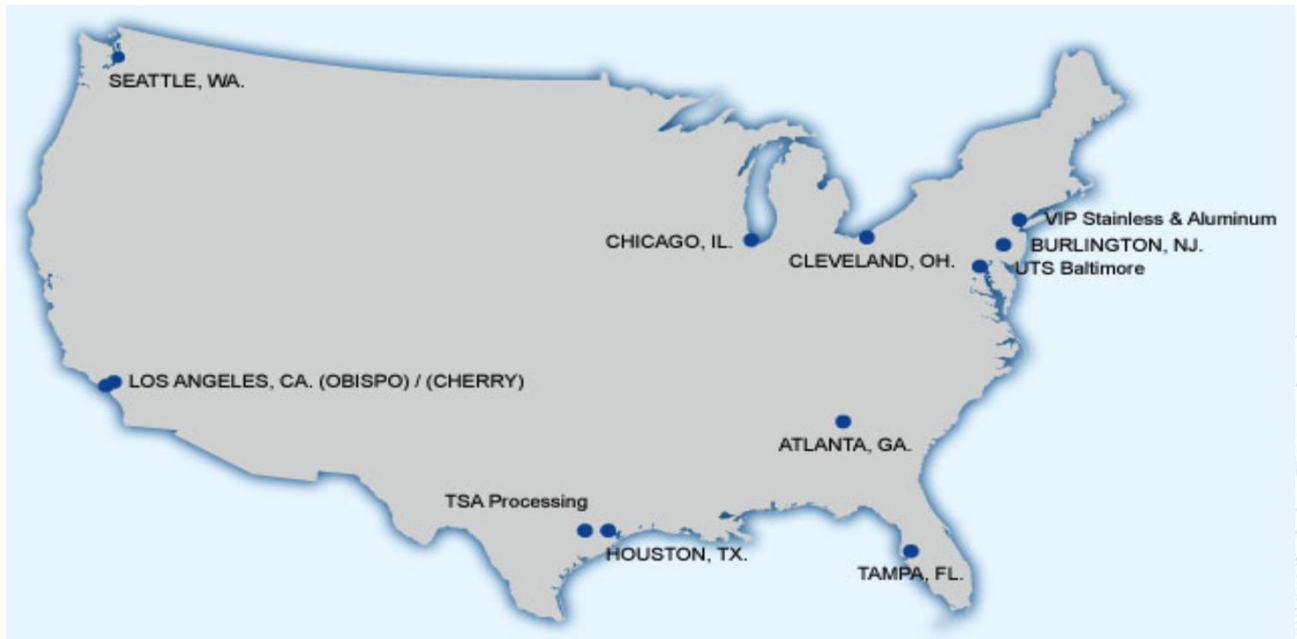 SEATTLE, WA.
VIP Stainless & Aluminum
CHICAGO, IL.
BURLINGTON, NJ.
CLEVELAND, OH.
UTS Baltimore
LOS ANGELES, CA. (OBISPO) / (CHERRY)
ATLANTA, GA.
TSA Processing
HOUSTON, TX.
TAMPA, FL.